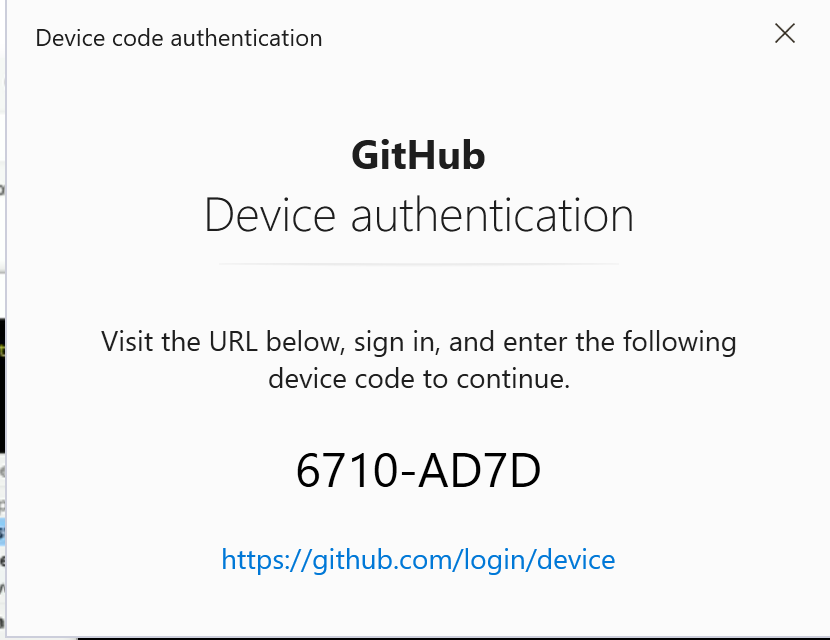 Device code authentication
GitHub
Device authentication
Visit the URL below, sign in, and enter the following
device code to continue.
6710-AD7D
https://github.com/login/device